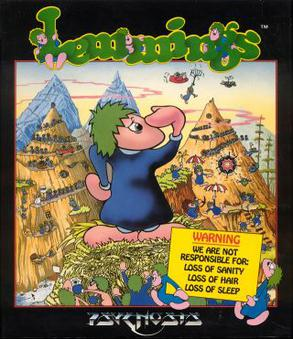 Lemmings
TM
WARNING
WE ARE NOT
RESPONSIBLE FOR:
LOSS OF SANITY
LOSS OF HAIR
LOSS OF SLEEP
PSYGNOSIS